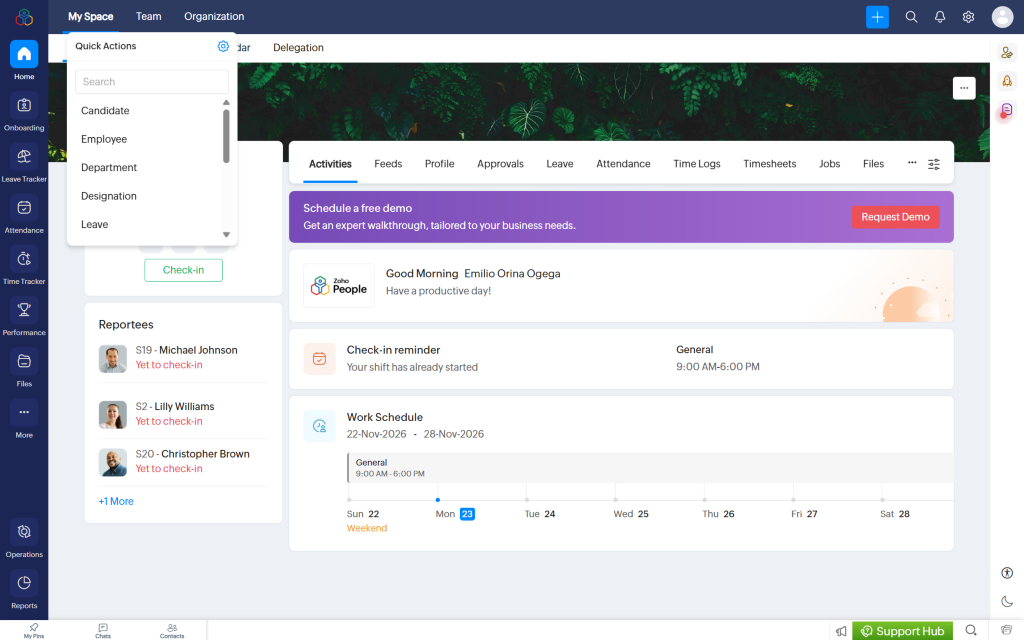 My Space
Team
Organization
Home
Onboarding
Leave Tracker
Attendance
Time Tracker
Performance
Files
More
Operations
Reports
Quick Actions
Search
Candidate
Employee
Department
Designation
Leave
dar
Delegation
Check-in
Reportees
S19 - Michael Johnson
Yet to check-in
S2 - Lilly Williams
Yet to check-in
S20 - Christopher Brown
Yet to check-in
+1 More
Activities
Feeds
Profile
Approvals
Leave
Attendance
Time Logs
Timesheets
Jobs
Files
Schedule a free demo
Get an expert walkthrough, tailored to your business needs.
Request Demo
Zoho
People
Good Morning Emilio Orina Ogega
Have a productive day!
Check-in reminder
Your shift has already started
General
9:00 AM-6:00 PM
Work Schedule
22-Nov-2026 - 28-Nov-2026
General
9:00 AM - 6:00 PM
Sun 22
Weekend
Mon 23
Tue 24
Wed 25
Thu 26
Fri 27
Sat 28
My Pins
Chats
Contacts
Support Hub